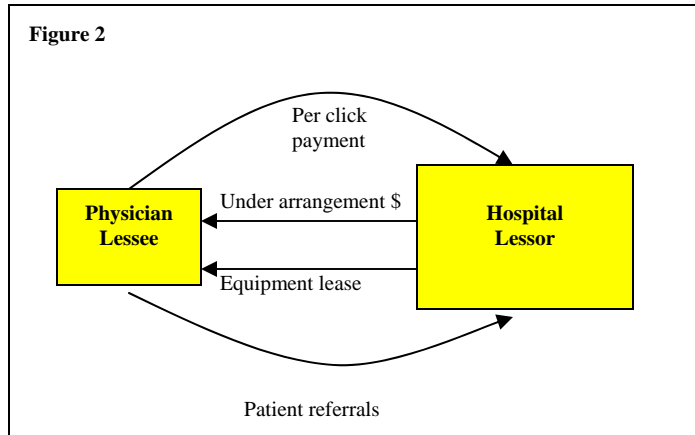 Figure 2
Per click
payment
Under arrangement $
Physician
Lessee
Hospital
Lessor
Equipment lease
Patient referrals